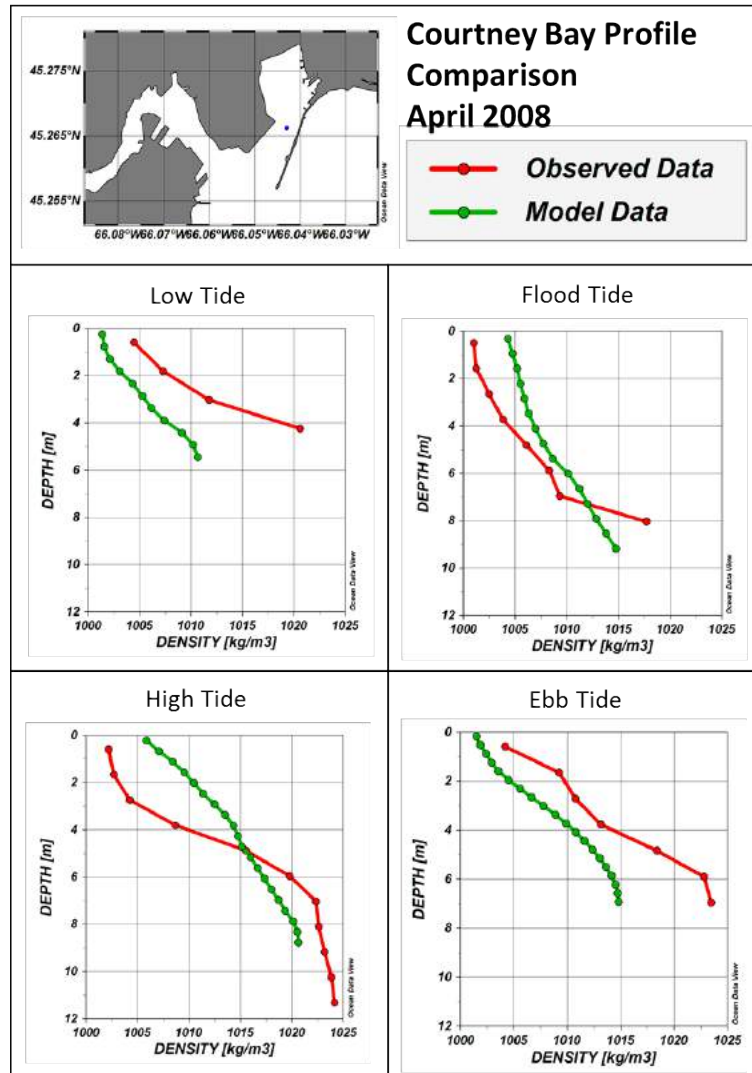 Courtney Bay Profile
Comparison
April 2008
45.275°N
45.265°N
45.255°N
66.08°W66.07°W66.06°W66.05°W66.04°W66.03°W
Ocean Data View
Observed Data
Model Data
Low Tide
0
2
4
6
8
10
12
DEPTH [m]
1000 1005 1010 1015 1020 1025
DENSITY [kg/m3]
Ocean Data View
Flood Tide
0
2
4
6
8
10
12
DEPTH [m]
1000 1005 1010 1015 1020 1025
DENSITY [kg/m3]
Ocean Data View
High Tide
0
2
4
6
8
10
12
DEPTH [m]
1000 1005 1010 1015 1020 1025
DENSITY [kg/m3]
Ocean Data View
Ebb Tide
0
2
4
6
8
10
12
DEPTH [m]
1000 1005 1010 1015 1020 1025
DENSITY [kg/m3]
Ocean Data View